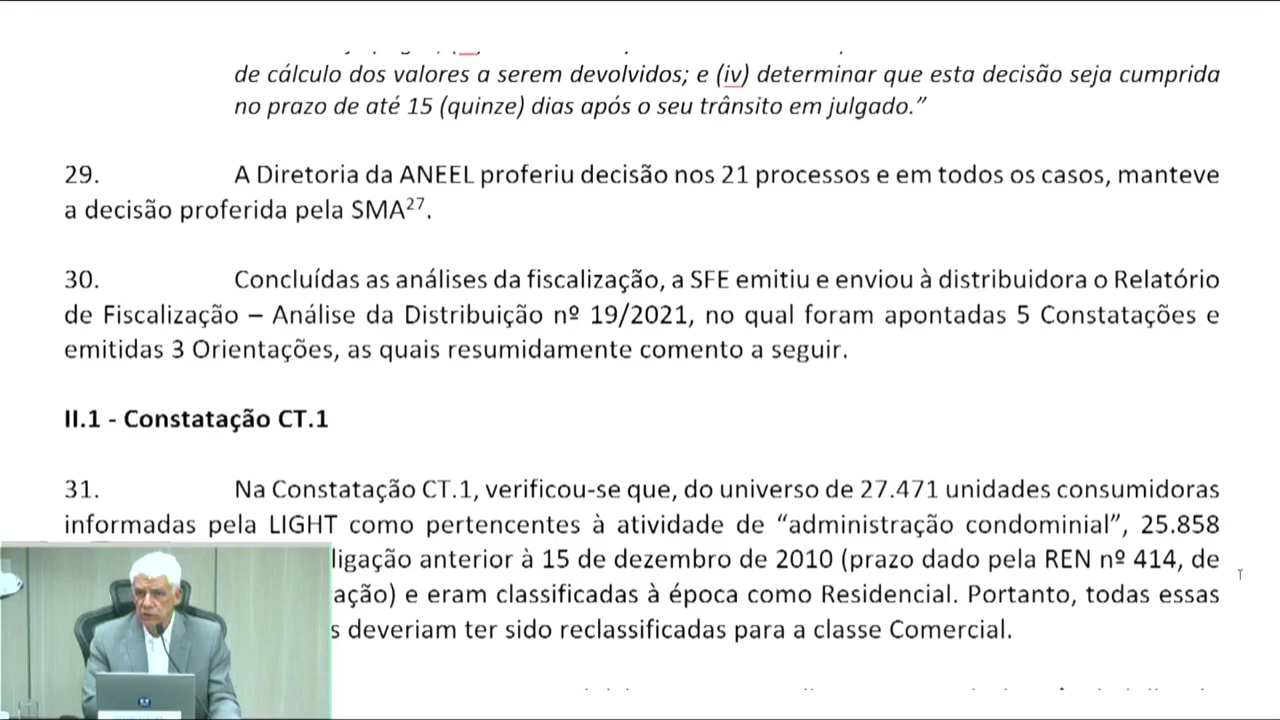 de cálculo dos valores a serem devolvidos; e (iv) determinar que esta decisão seja cumprida
no prazo de até 15 (quinze) dias após o seu trânsito em julgado.”
29. A Diretoria da ANEEL proferiu decisão nos 21 processos e em todos os casos, manteve
a decisão proferida pela SMA²⁷.
30. Concluídas as análises da fiscalização, a SFE emitiu e enviou à distribuidora o Relatório
de Fiscalização – Análise da Distribuição nº 19/2021, no qual foram apontadas 5 Constatações e
emitidas 3 Orientações, as quais resumidamente comento a seguir.
II.1 - Constatação CT.1
31. Na Constatação CT.1, verificou-se que, do universo de 27.471 unidades consumidoras
informadas pela LIGHT como pertencentes à atividade de “administração condominial”, 25.858
ligação anterior à 15 de dezembro de 2010 (prazo dado pela REN nº 414, de
ação) e eram classificadas à época como Residencial. Portanto, todas essas
s deveriam ter sido reclassificadas para a classe Comercial.